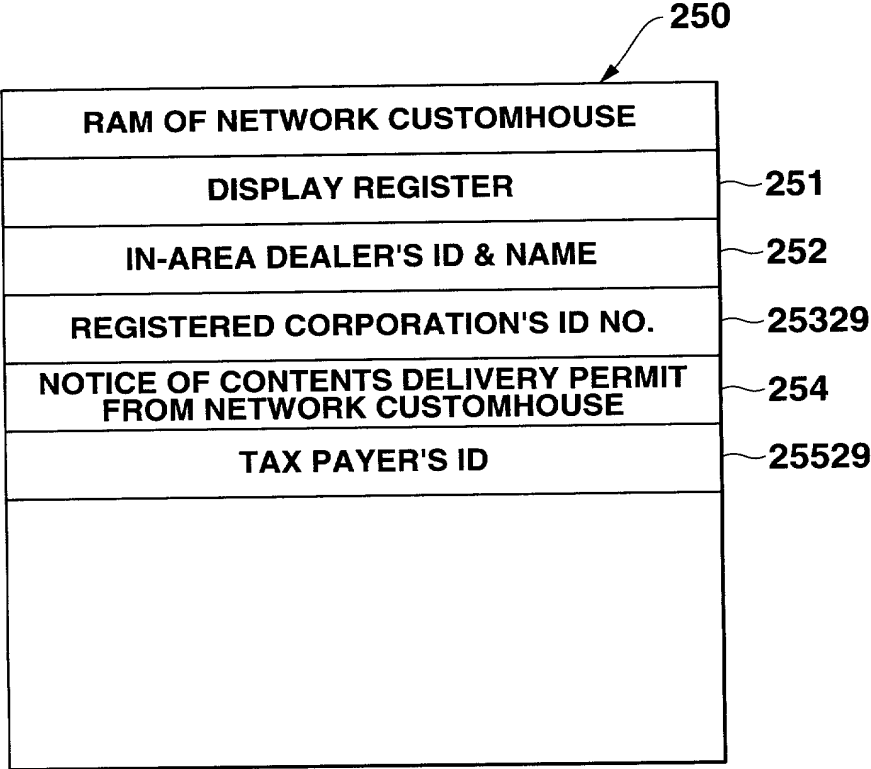 250
RAM OF NETWORK CUSTOMHOUSE
DISPLAY REGISTER
251
IN-AREA DEALER'S ID & NAME
252
REGISTERED CORPORATION'S ID NO.
25329
NOTICE OF CONTENTS DELIVERY PERMIT
FROM NETWORK CUSTOMHOUSE
254
TAX PAYER'S ID
25529